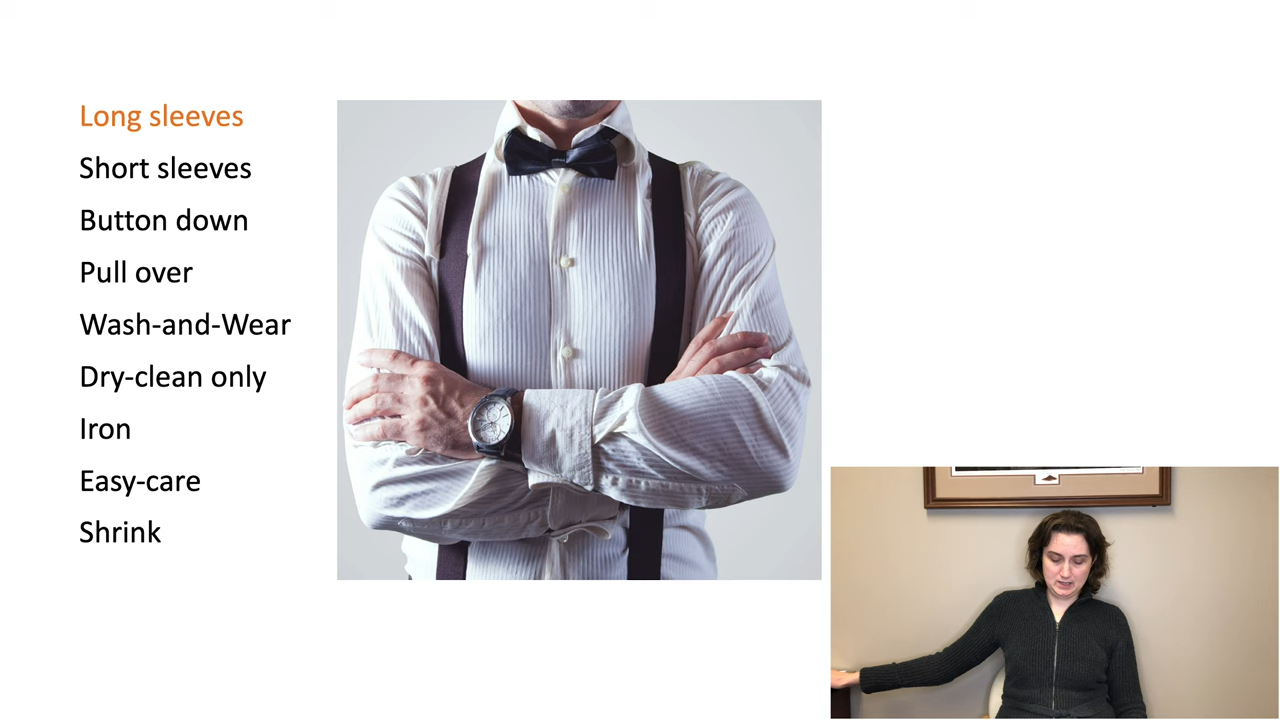 Long sleeves
Short sleeves
Button down
Pull over
Wash-and-Wear
Dry-clean only
Iron
Easy-care
Shrink